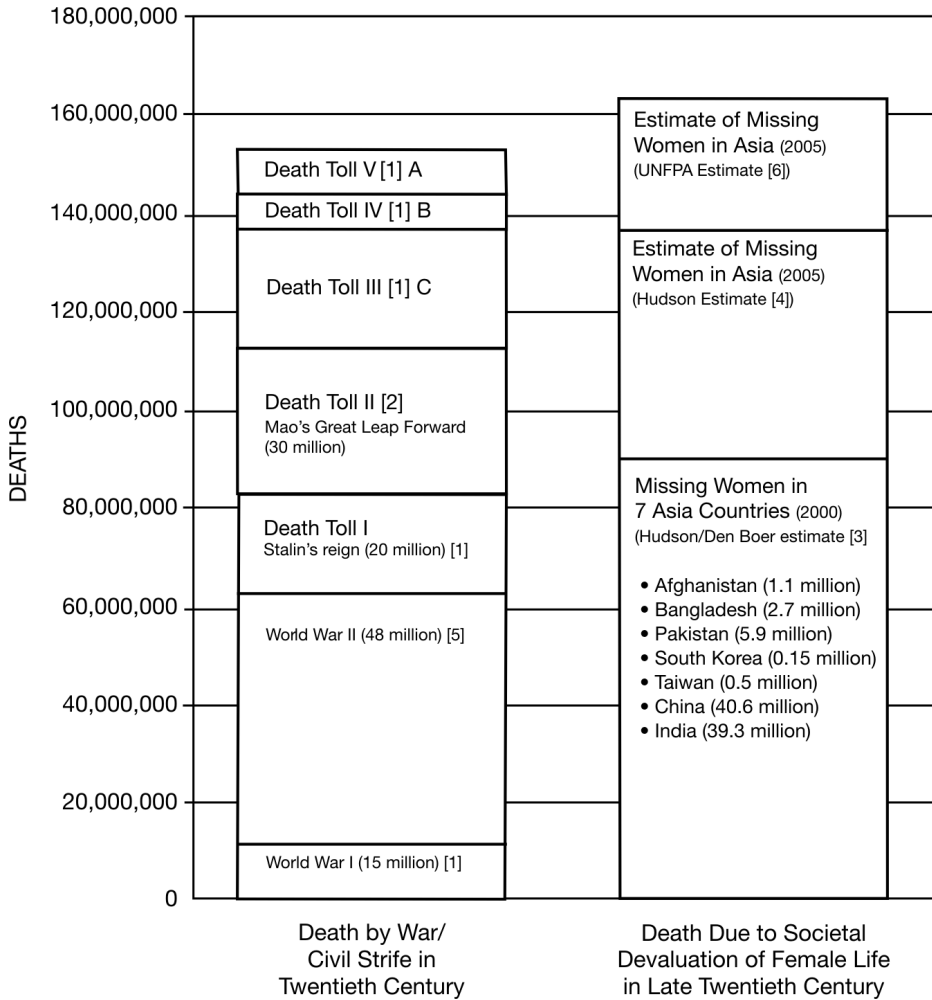 180,000,000
160,000,000
140,000,000
120,000,000
100,000,000
80,000,000
60,000,000
40,000,000
20,000,000
0
DEATHS
Death Toll V [1] A
Death Toll IV [1] B
Death Toll III [1] C
Death Toll II [2]
Mao's Great Leap Forward
(30 million)
Death Toll I
Stalin's reign (20 million) [1]
World War II (48 million) [5]
World War I (15 million) [1]
Death by War/
Civil Strife in
Twentieth Century
Estimate of Missing
Women in Asia (2005)
(UNFPA Estimate [6])
Estimate of Missing
Women in Asia (2005)
(Hudson Estimate [4])
Missing Women in
7 Asia Countries (2000)
(Hudson/Den Boer estimate [3]
• Afghanistan (1.1 million)
• Bangladesh (2.7 million)
• Pakistan (5.9 million)
• South Korea (0.15 million)
• Taiwan (0.5 million)
• China (40.6 million)
• India (39.3 million)
Death Due to Societal
Devaluation of Female Life
in Late Twentieth Century